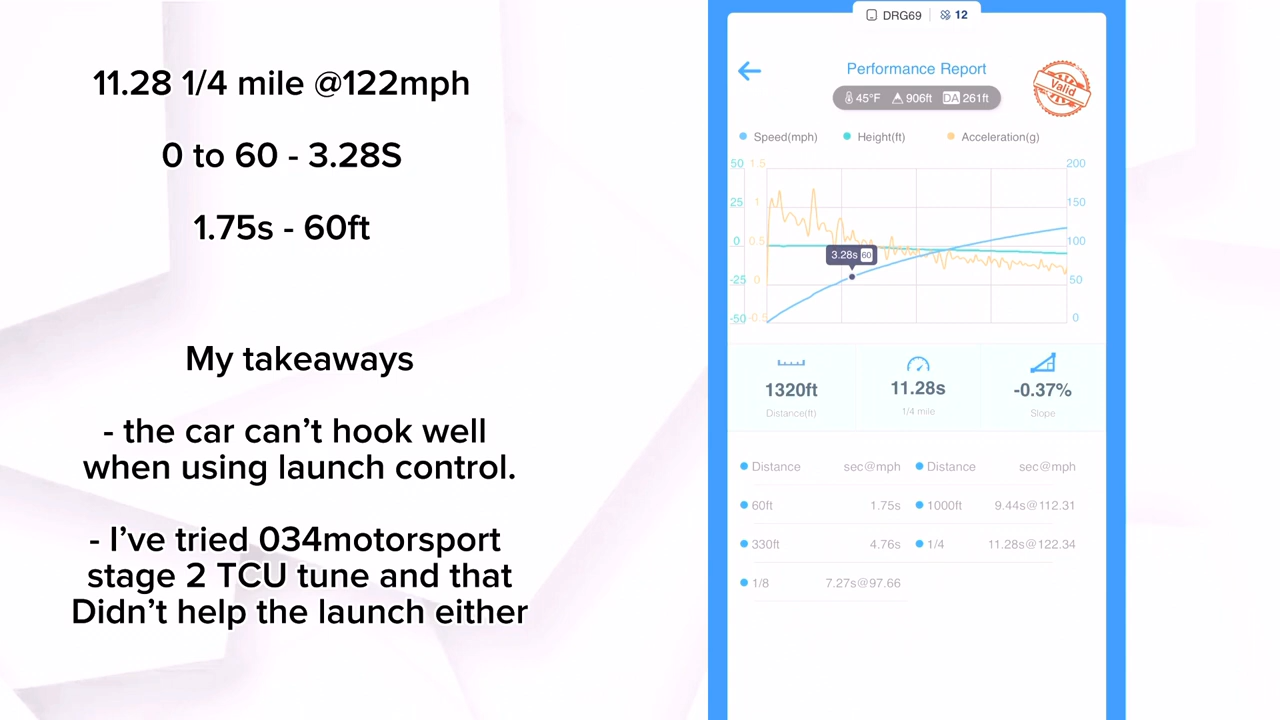 11.28 1/4 mile @122mph
0 to 60 - 3.28S
1.75s - 60ft
My takeaways
- the car can’t hook well
when using launch control.
- I’ve tried 034motorsport
stage 2 TCU tune and that
Didn’t help the launch either
DRG69 12
Performance Report
Valid
45°F 906ft DA 261ft
Speed(mph) Height(ft) Acceleration(g)
50 1.5 200
25 1 150
0 0.5 100
-25 0 50
-50 -0.5 0
3.28s 60
1320ft 11.28s -0.37%
Distance(ft) 1/4 mile Slope
Distance sec@mph Distance sec@mph
60ft 1.75s 1000ft 9.44s@112.31
330ft 4.76s 1/4 11.28s@122.34
1/8 7.27s@97.66